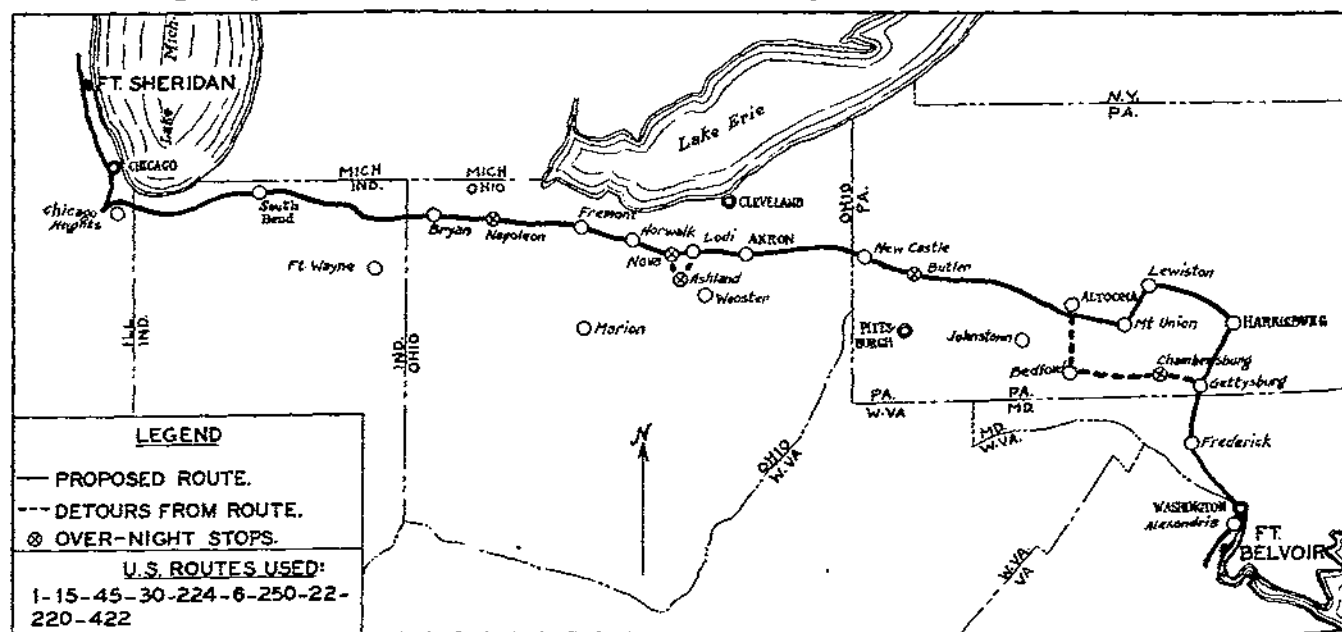 Lake Mich.
FT. SHERIDAN
CHICAGO
Chicago
Hights
South
Bend
MICH
IND.
MICH
OHIO
Lake Erie
N.Y.
PA.
OHIO
PA.
CLEVELAND
Bryan
Napoleon
Fremont
Norwalk
Nova
Lodi
AKRON
Ashland
Wooster
Ft. Wayne
Marion
New Castle
Butler
ALTOONA
Lewiston
Mt Union
HARRISBURG
PITTS-
BURGH
Johnstown
Bedford
Chambersburg
Gettysburg
ILL
IND.
IND.
OHIO
PA.
W.VA
PA.
MD.
MD.
W.VA.
Frederick
OHIO
W.VA
N
W.VA.
VA
WASHINGTON
Alexandria
FT.
BELVOIR
LEGEND
PROPOSED ROUTE.
DETOURS FROM ROUTE.
OVER-NIGHT STOPS.
U.S. ROUTES USED:
1-15-45-30-224-6-250-22-
220-422